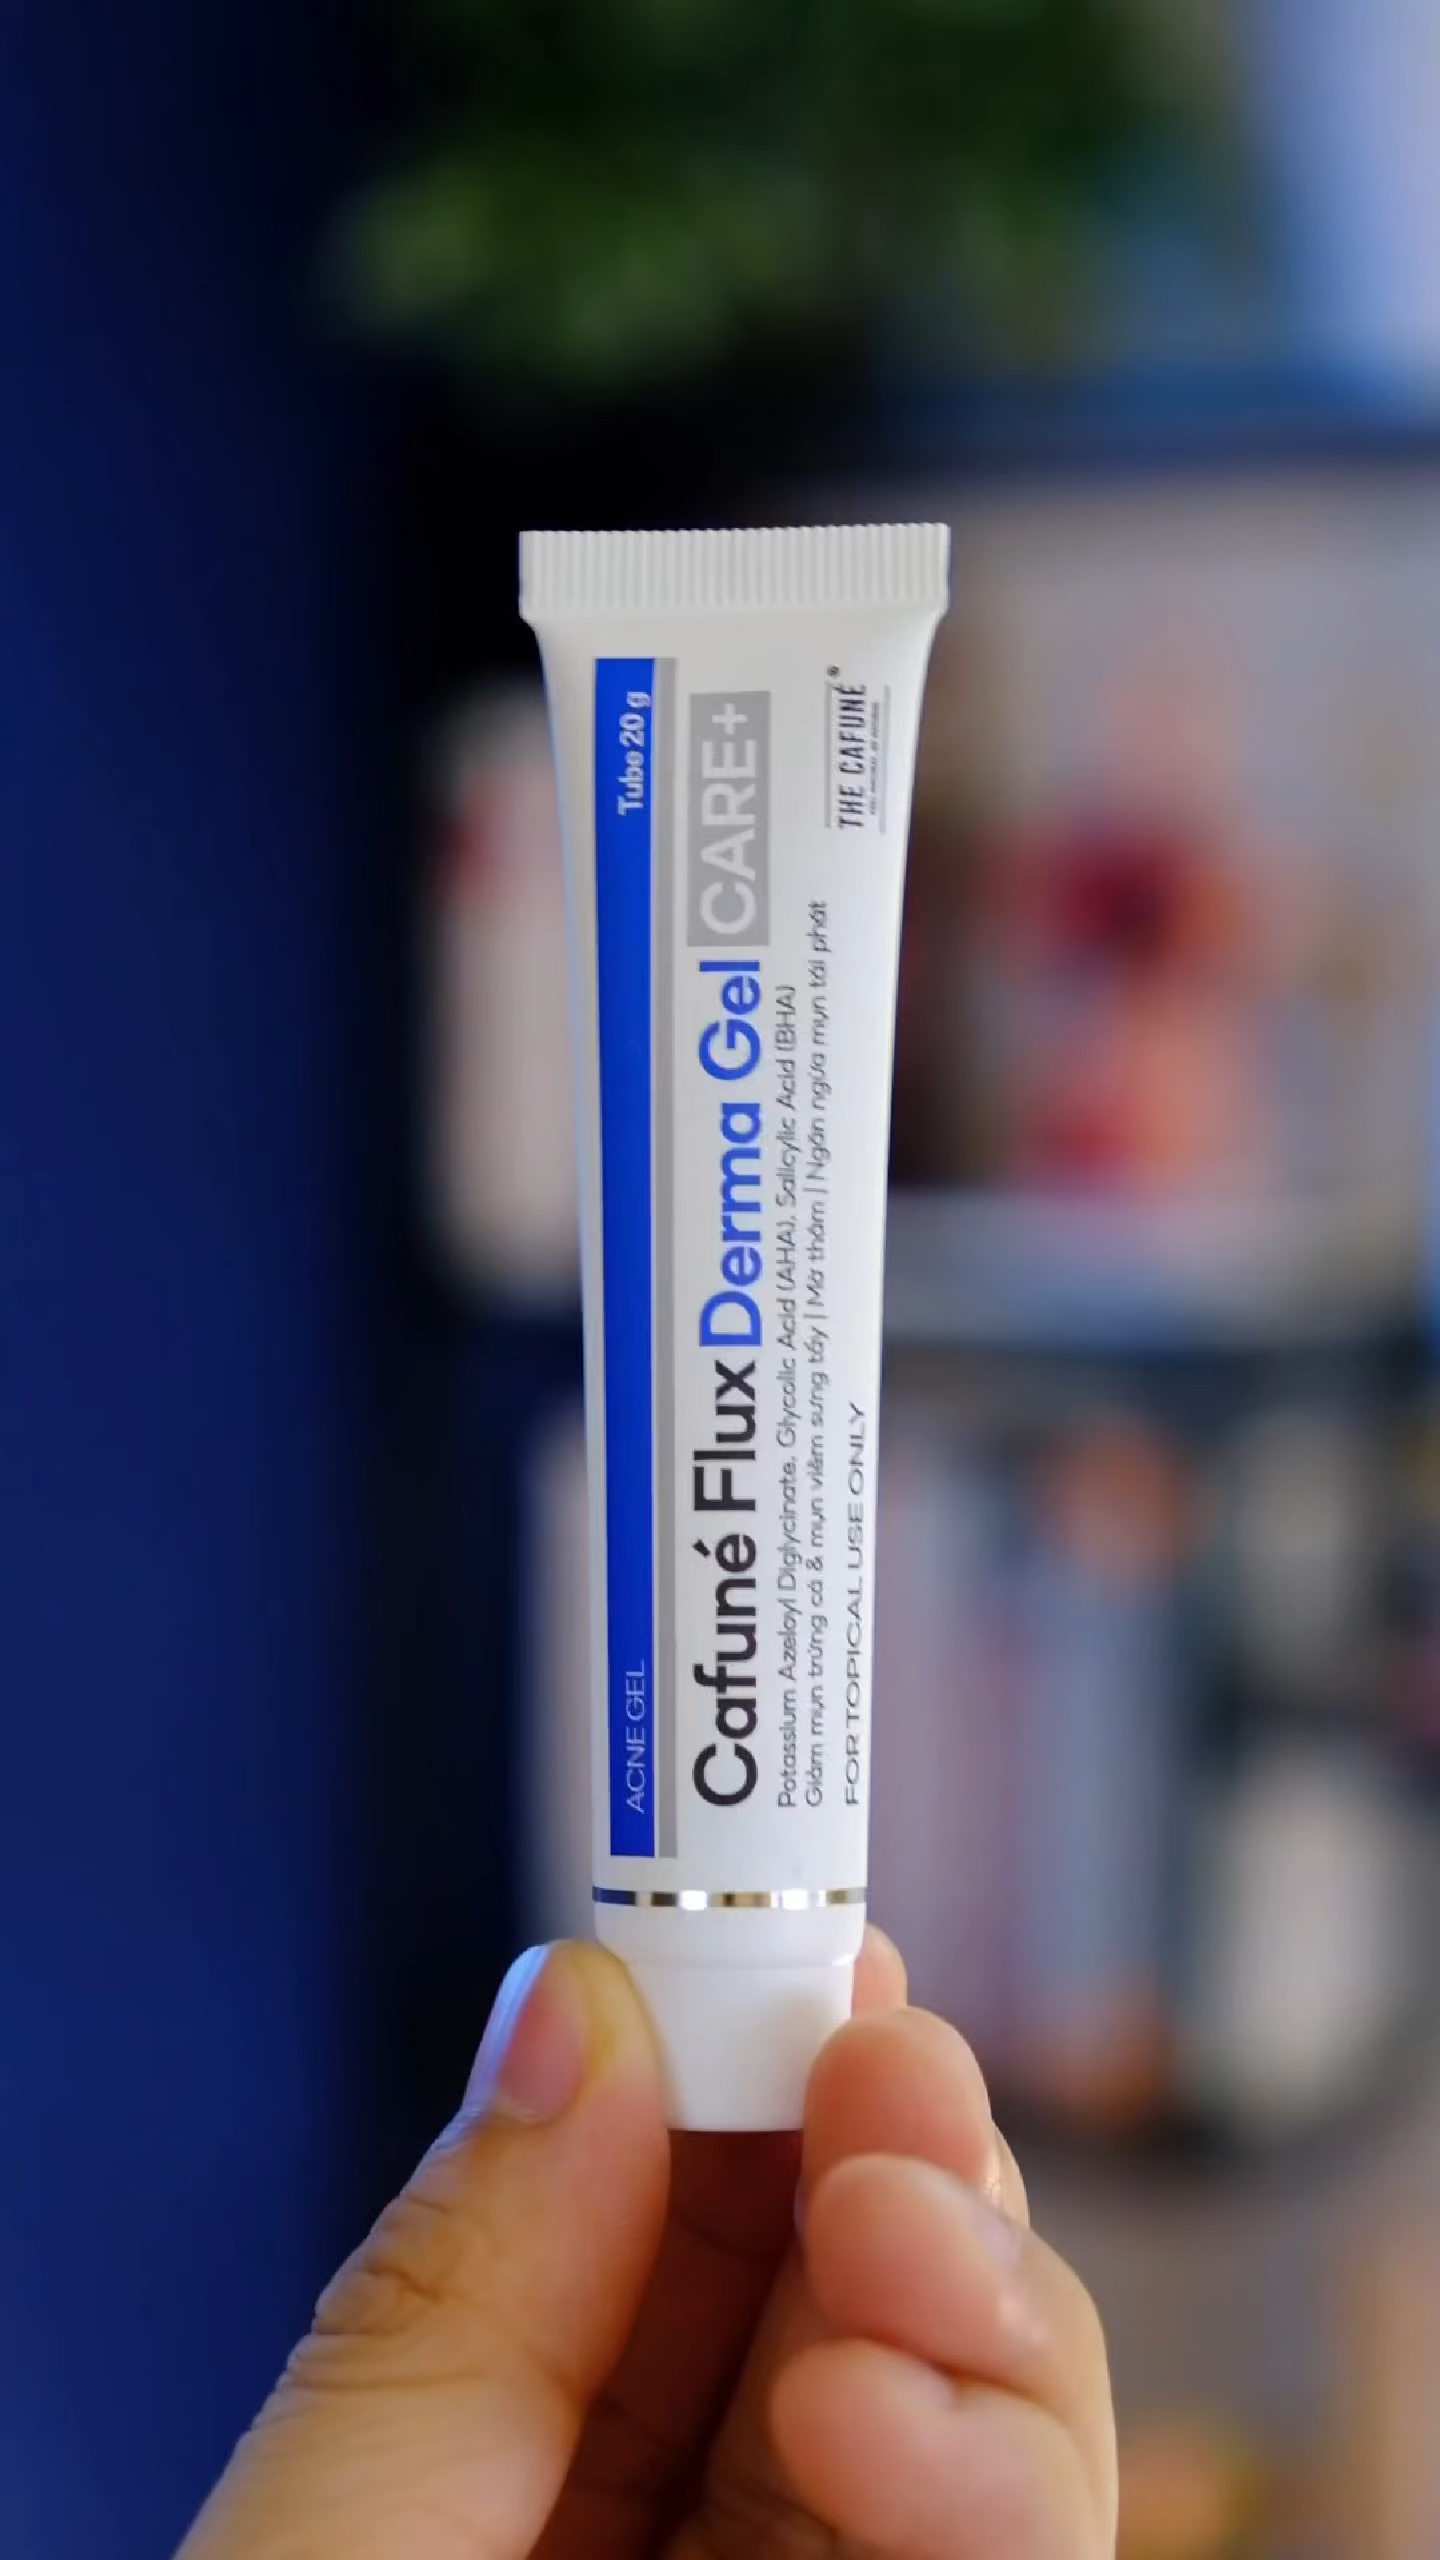 ACNE GEL
Tube 20 g
Cafuné Flux Derma Gel CARE+
Potassium Azeloyl Diglycinate, Glycolic Acid (AHA), Salicylic Acid (BHA)
Giảm mụn trứng cá & mụn viêm sưng tấy | Mờ thâm | Ngăn ngừa mụn tái phát
FOR TOPICAL USE ONLY
THE CAFUNÉ®